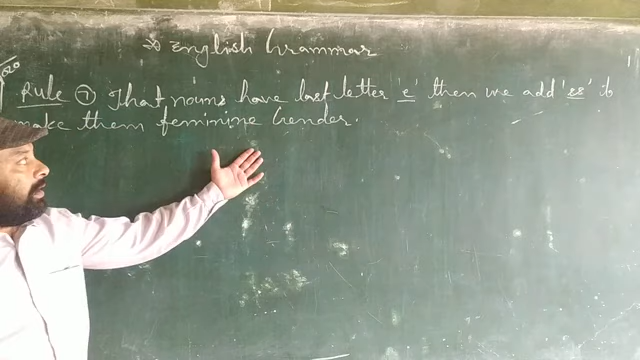 English Grammar
Rule 7 That nouns have last letter 'e' then we add 'ss' to
make them feminine Gender.